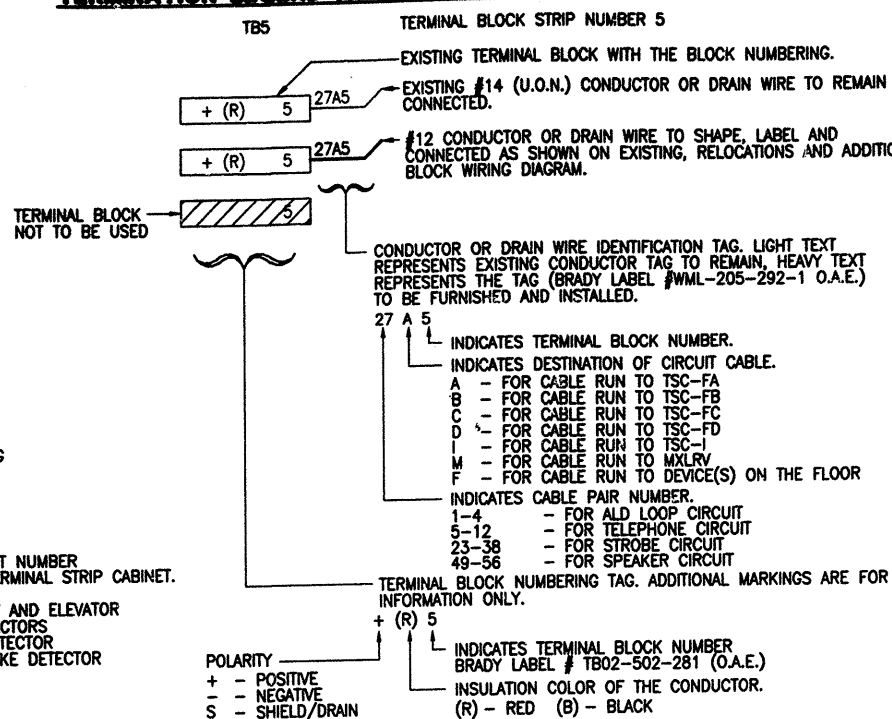 TB5
TERMINAL BLOCK STRIP NUMBER 5
EXISTING TERMINAL BLOCK WITH THE BLOCK NUMBERING.
+ (R) 5
27A5
EXISTING #14 (U.O.N.) CONDUCTOR OR DRAIN WIRE TO REMAIN
CONNECTED.
+ (R) 5
27A5
#12 CONDUCTOR OR DRAIN WIRE TO SHAPE, LABEL AND
CONNECTED AS SHOWN ON EXISTING, RELOCATIONS AND ADDITIO
BLOCK WIRING DIAGRAM.
TERMINAL BLOCK
NOT TO BE USED
5
CONDUCTOR OR DRAIN WIRE IDENTIFICATION TAG. LIGHT TEXT
REPRESENTS EXISTING CONDUCTOR TAG TO REMAIN, HEAVY TEXT
REPRESENTS THE TAG (BRADY LABEL #WML-205-292-1 O.A.E.)
TO BE FURNISHED AND INSTALLED.
27 A 5
INDICATES TERMINAL BLOCK NUMBER.
INDICATES DESTINATION OF CIRCUIT CABLE.
A - FOR CABLE RUN TO TSC-FA
B - FOR CABLE RUN TO TSC-FB
C - FOR CABLE RUN TO TSC-FC
D - FOR CABLE RUN TO TSC-FD
I - FOR CABLE RUN TO TSC-I
M - FOR CABLE RUN TO MXLRV
F - FOR CABLE RUN TO DEVICE(S) ON THE FLOOR
G
INDICATES CABLE PAIR NUMBER.
1-4 - FOR ALD LOOP CIRCUIT
5-12 - FOR TELEPHONE CIRCUIT
23-38 - FOR STROBE CIRCUIT
49-56 - FOR SPEAKER CIRCUIT
T NUMBER
ERMINAL STRIP CABINET.
AND ELEVATOR
CTORS
TECTOR
KE DETECTOR
TERMINAL BLOCK NUMBERING TAG. ADDITIONAL MARKINGS ARE FOR
INFORMATION ONLY.
+ (R) 5
INDICATES TERMINAL BLOCK NUMBER
BRADY LABEL # TB02-502-281 (O.A.E.)
INSULATION COLOR OF THE CONDUCTOR.
(R) - RED (B) - BLACK
POLARITY
+ - POSITIVE
- - NEGATIVE
S - SHIELD/DRAIN